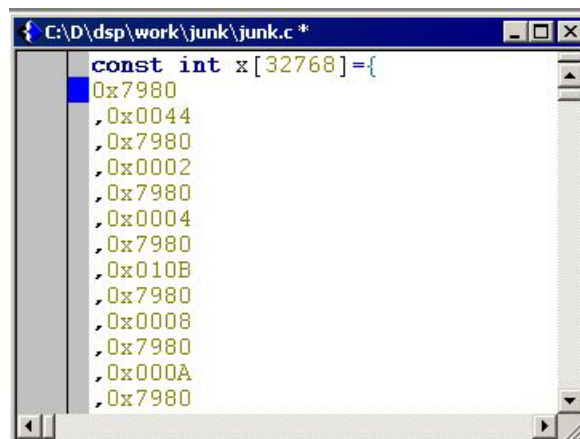 C:\D\dsp\work\junk\junk.c *
const int x[32768]={
0x7980
,0x0044
,0x7980
,0x0002
,0x7980
,0x0004
,0x7980
,0x010B
,0x7980
,0x0008
,0x7980
,0x000A
,0x7980